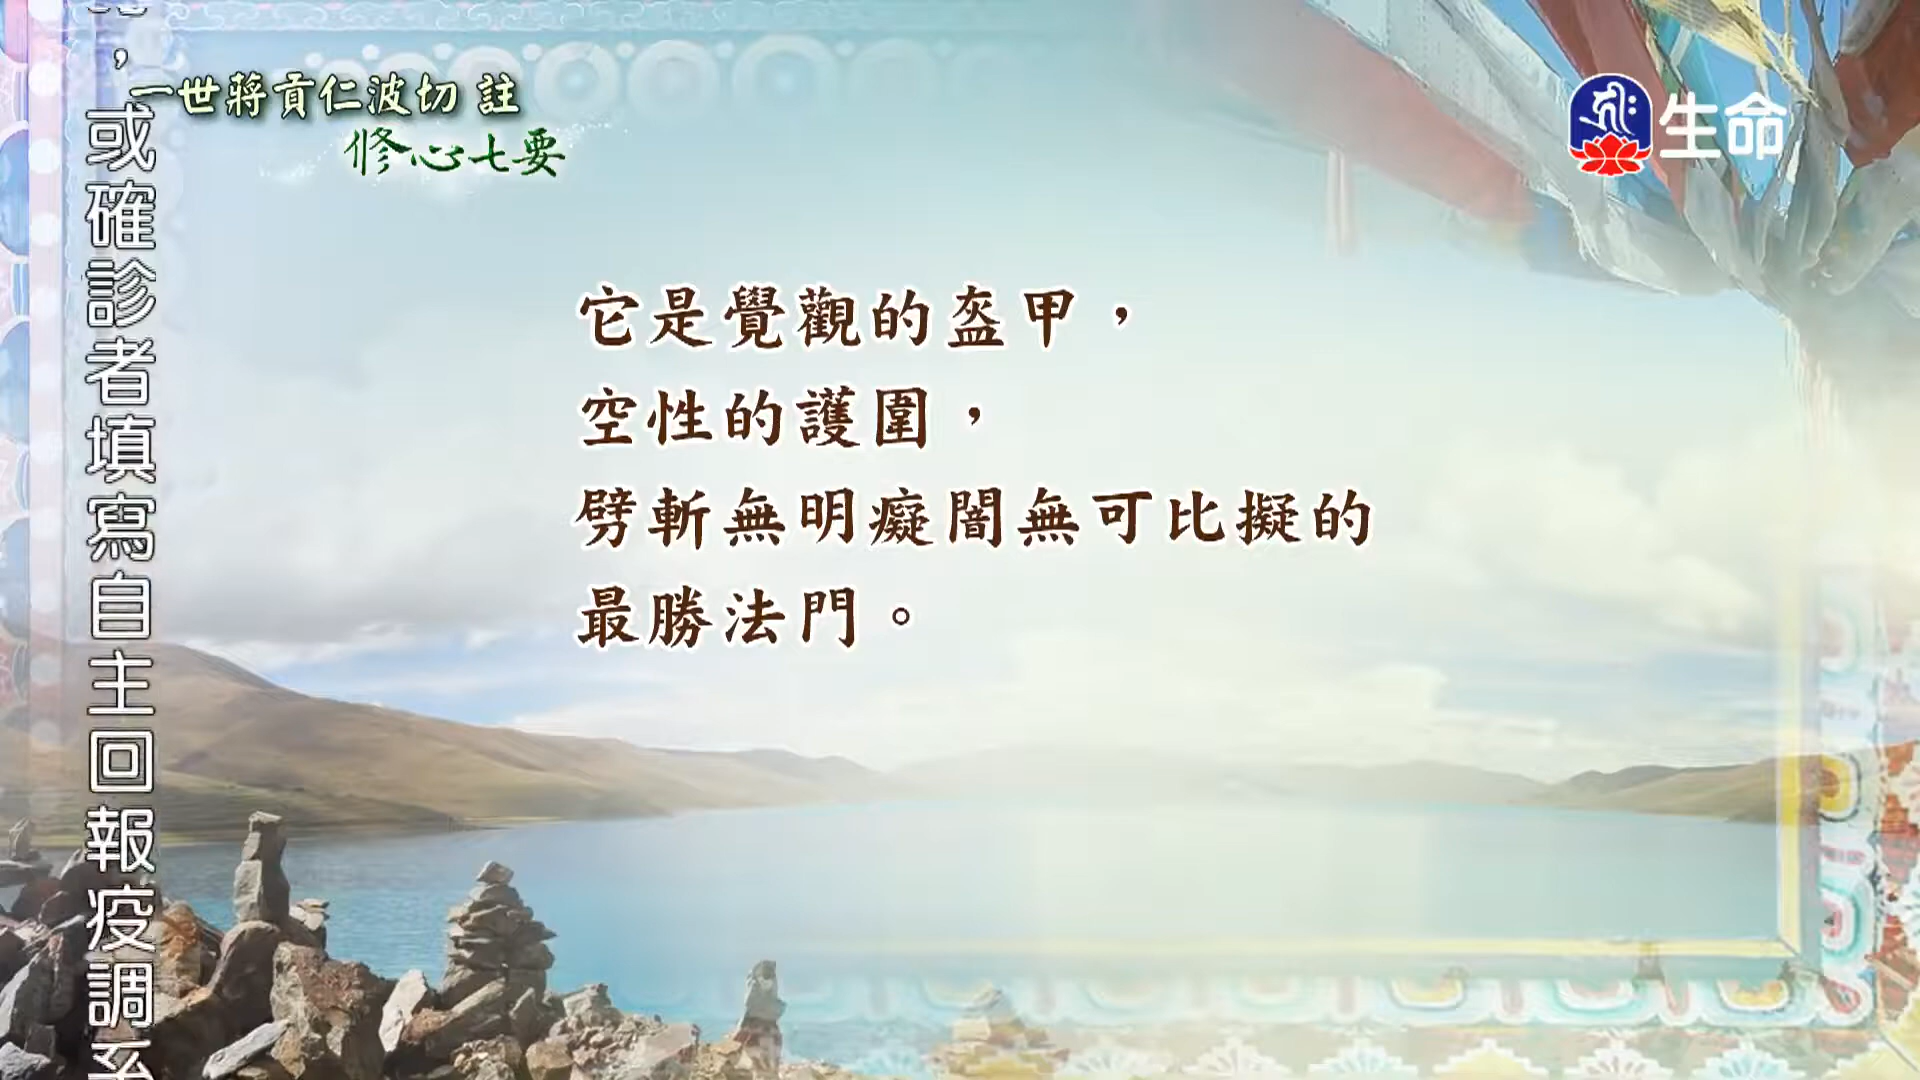 一世蔣貢仁波切 註
修心七要
生命
它是覺觀的盔甲，
空性的護圍，
劈斬無明癡闇無可比擬的
最勝法門。
，或確診者填寫自主回報疫調系